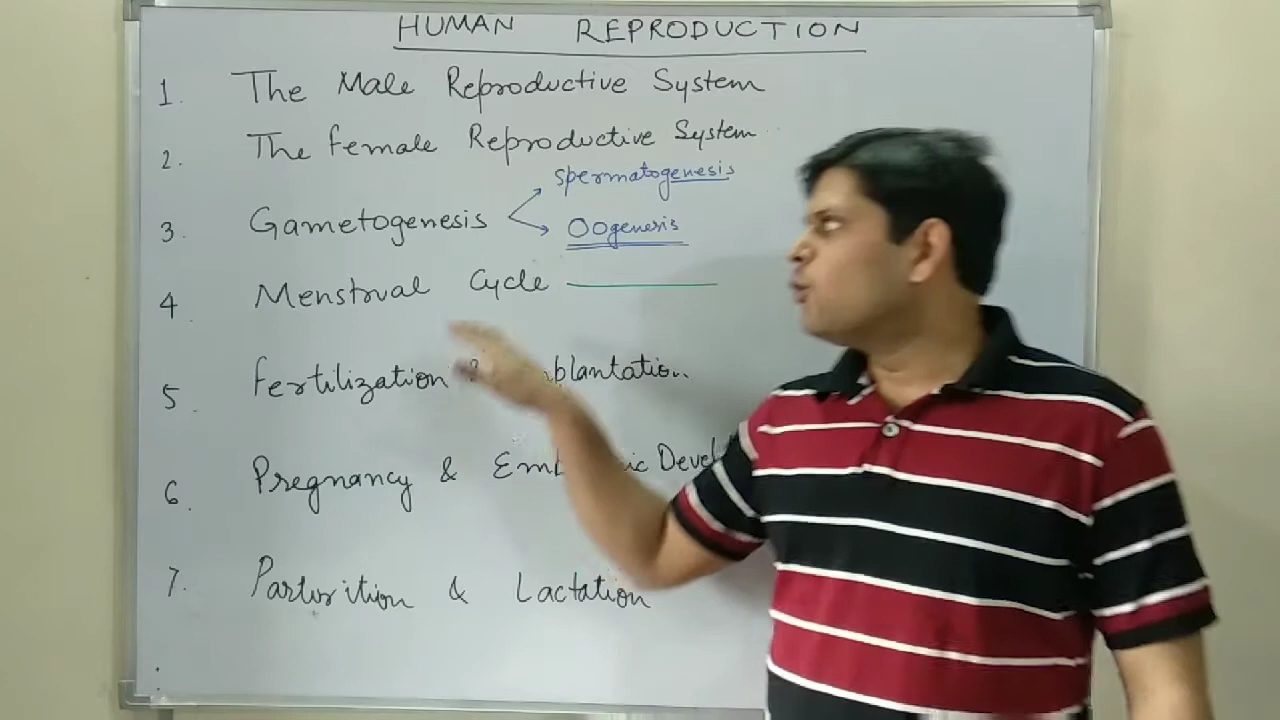 HUMAN REPRODUCTION
1. The Male Reproductive System
2. The Female Reproductive System
spermatogenesis
3. Gametogenesis
Oogenesis
4. Menstrual Cycle
5. Fertilization
6. Pregnancy &
7. Parturition & Lactation